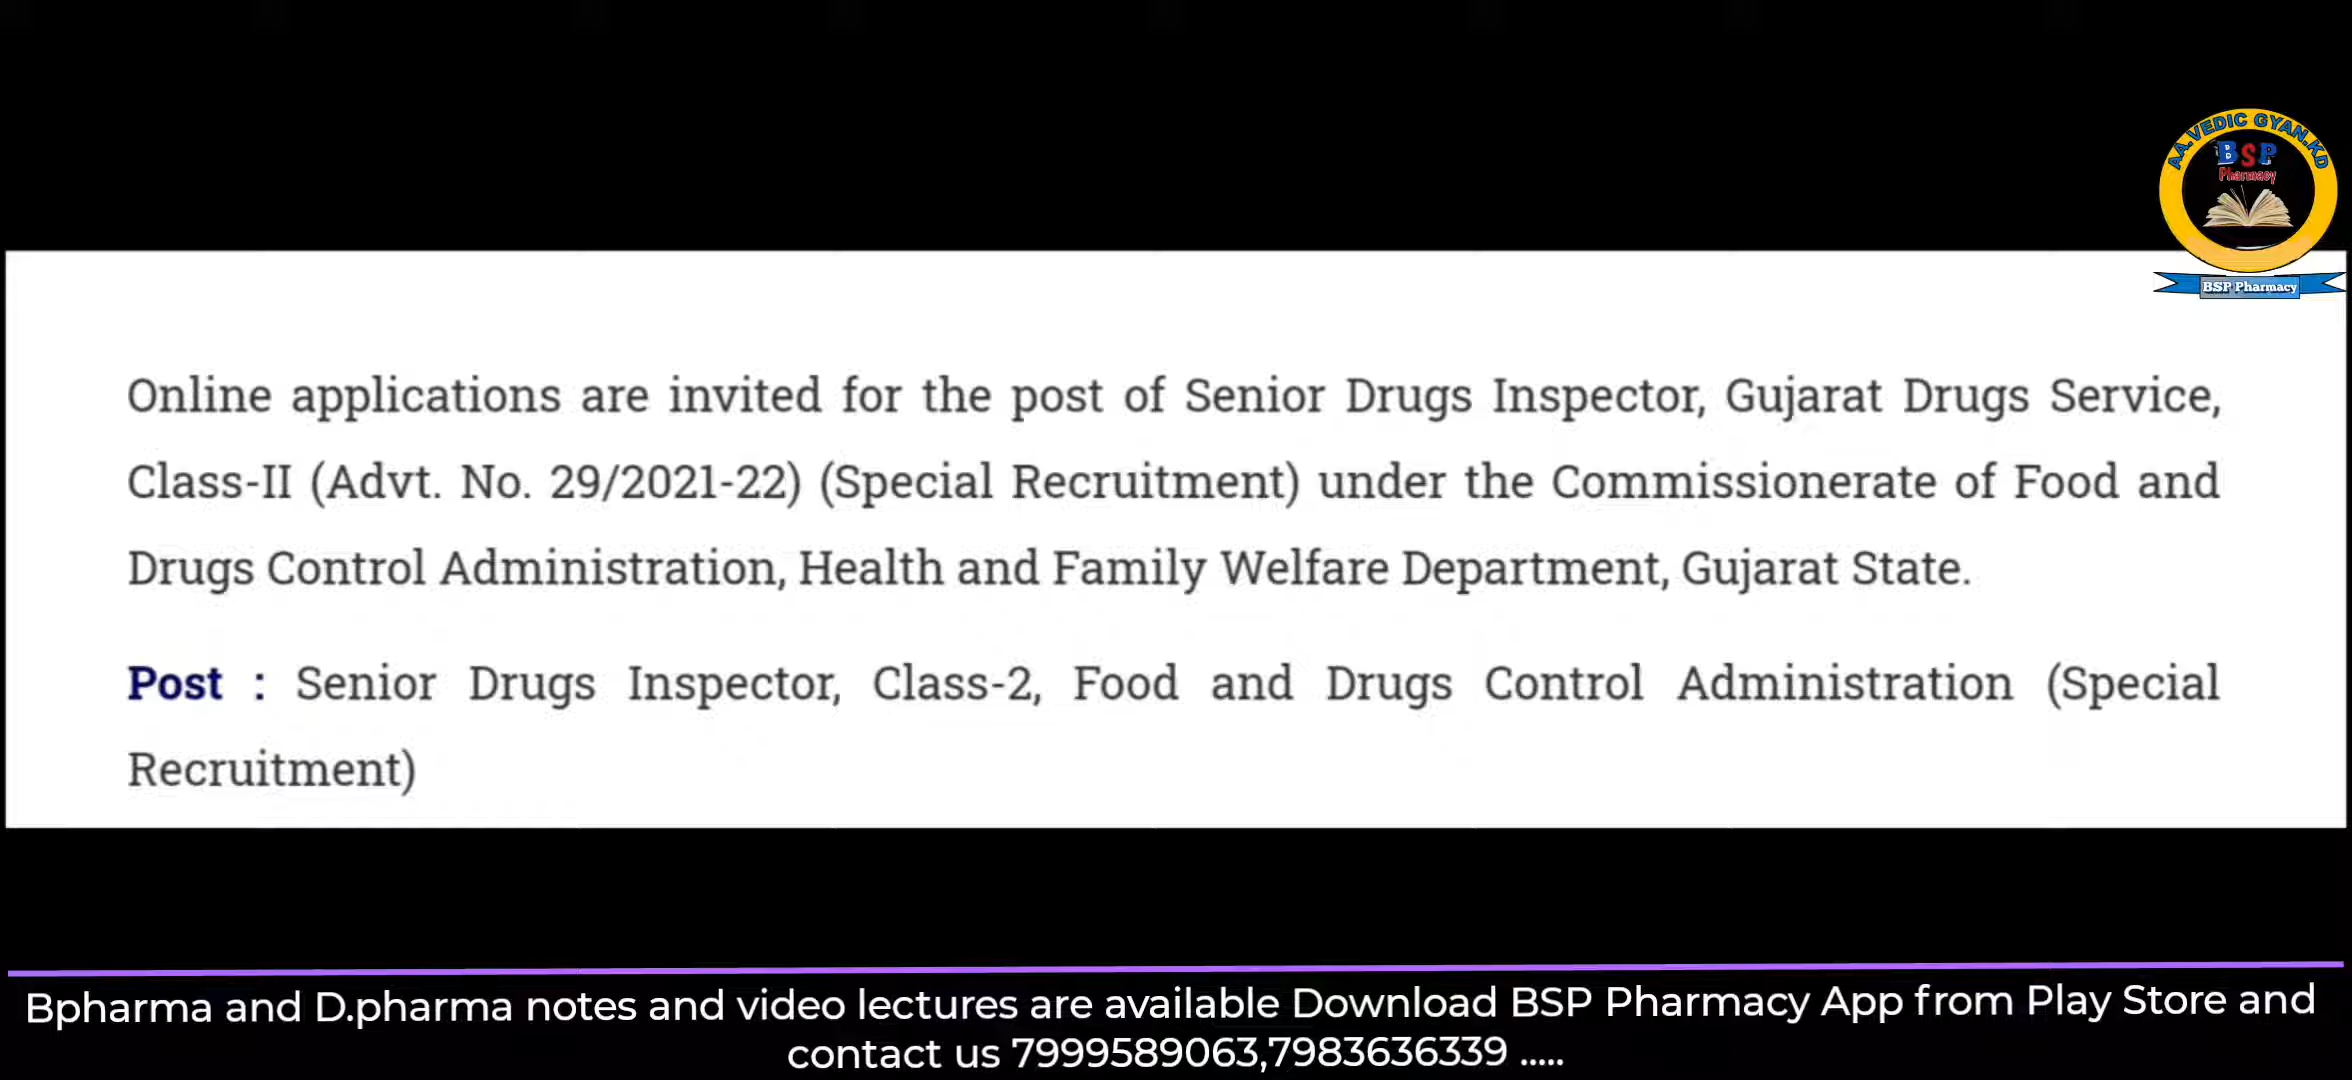 AA.VEDIC GYAN.KD
BSP
Pharmacy
BSP Pharmacy
Online applications are invited for the post of Senior Drugs Inspector, Gujarat Drugs Service,
Class-II (Advt. No. 29/2021-22) (Special Recruitment) under the Commissionerate of Food and
Drugs Control Administration, Health and Family Welfare Department, Gujarat State.
Post : Senior Drugs Inspector, Class-2, Food and Drugs Control Administration (Special
Recruitment)
Bpharma and D.pharma notes and video lectures are available Download BSP Pharmacy App from Play Store and
contact us 7999589063,7983636339 .....